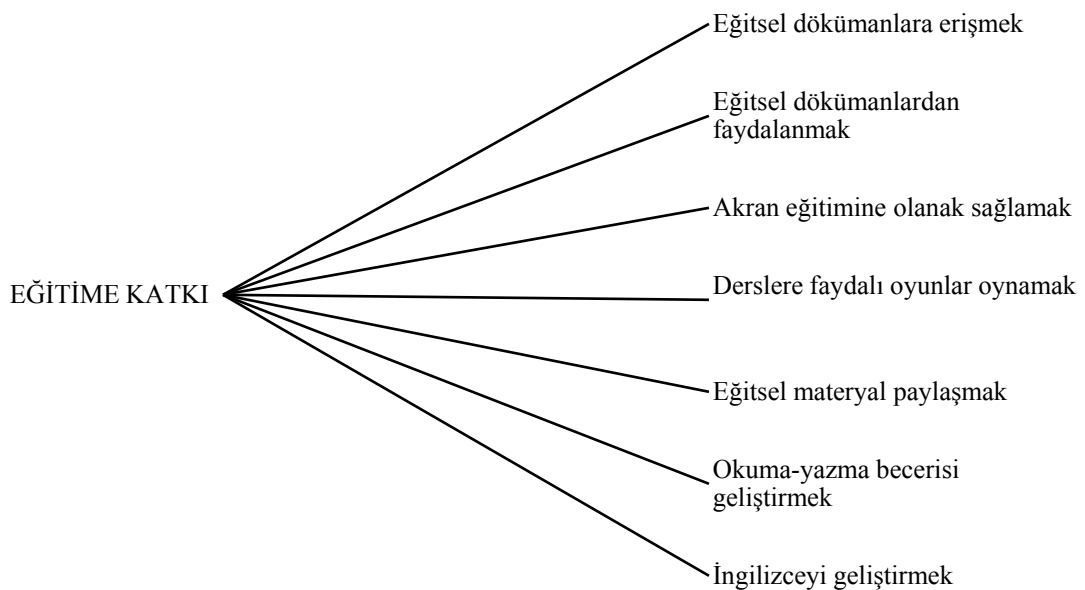 Eğitsel dökümanlara erişmek
Eğitsel dökümanlardan
faydalanmak
Akran eğitimine olanak sağlamak
EĞİTİME KATKI
Derslere faydalı oyunlar oynamak
Eğitsel materyal paylaşmak
Okuma-yazma becerisi
geliştirmek
İngilizceyi geliştirmek